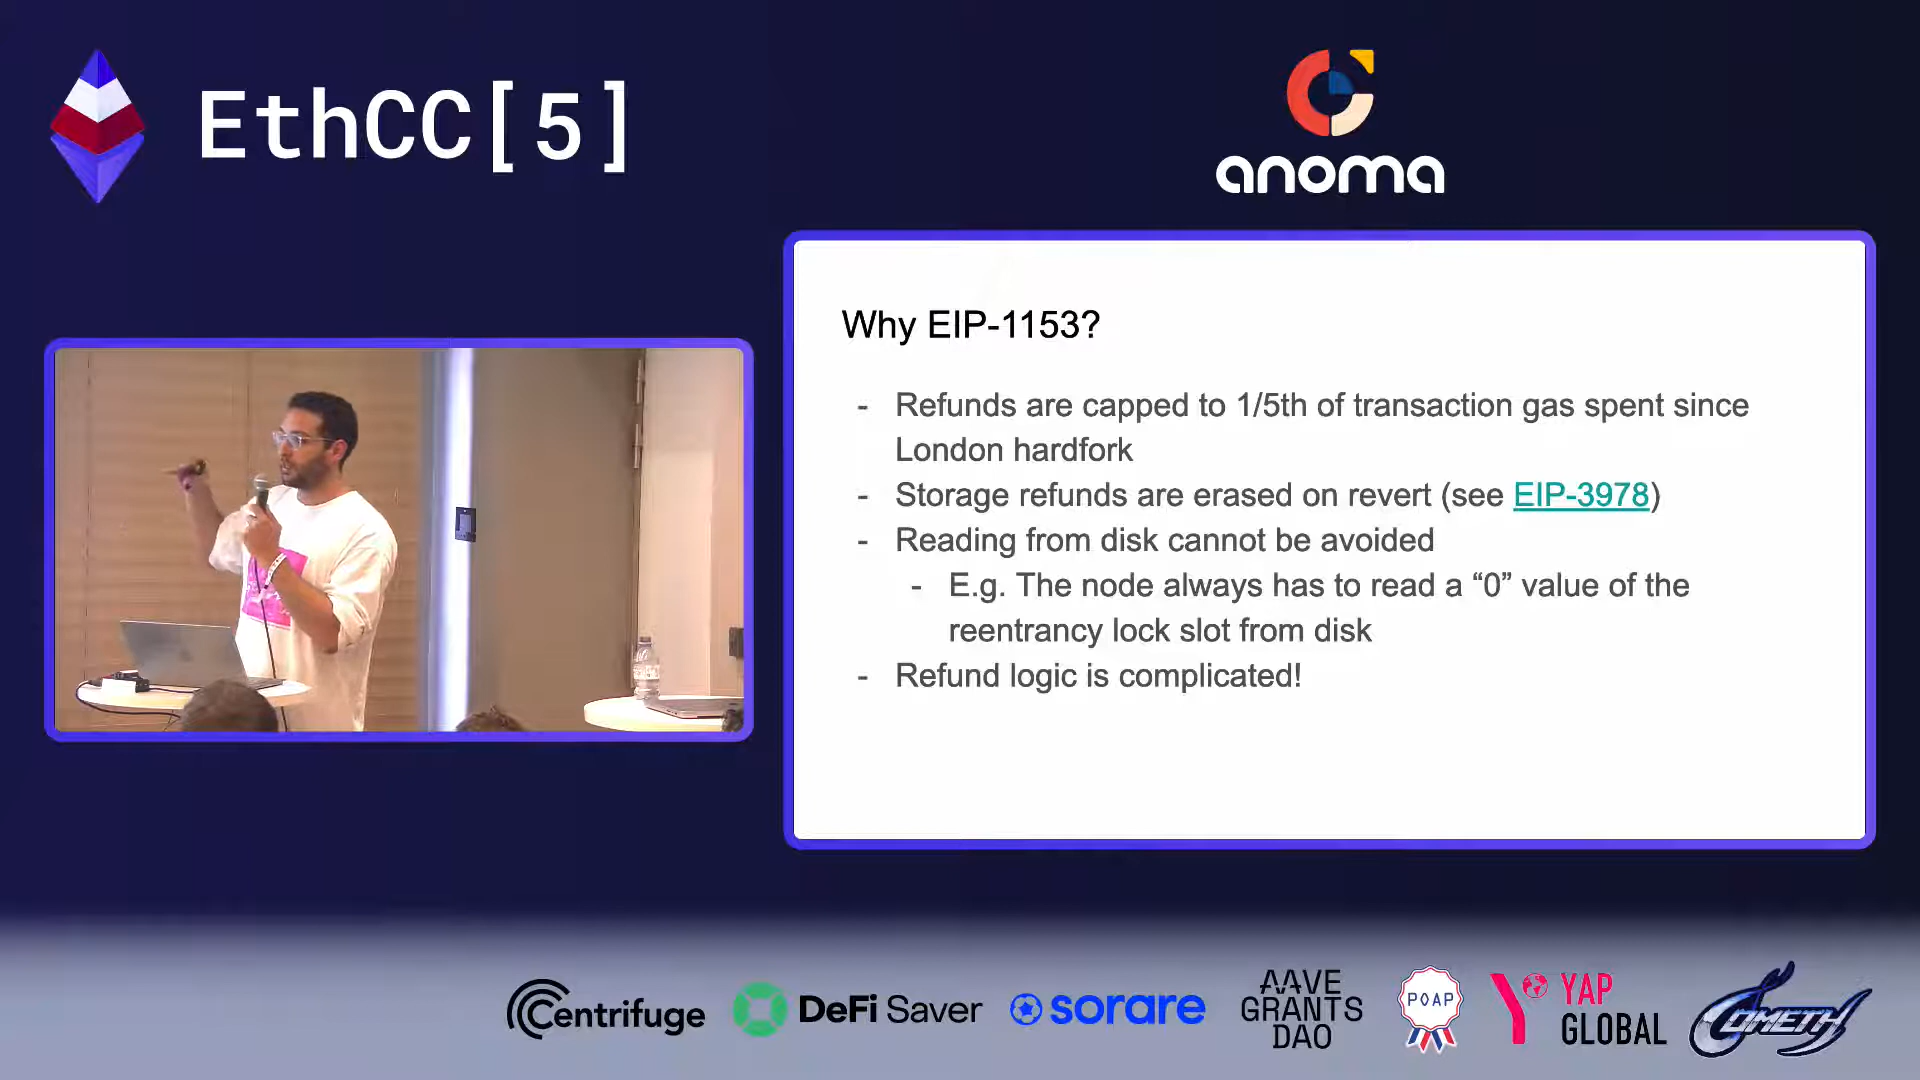 EthCC[5]
anoma
Why EIP-1153?
- Refunds are capped to 1/5th of transaction gas spent since
London hardfork
- Storage refunds are erased on revert (see EIP-3978)
- Reading from disk cannot be avoided
- E.g. The node always has to read a “0” value of the
reentrancy lock slot from disk
- Refund logic is complicated!
Centrifuge
DeFi Saver
sorare
AAVE
GRANTS
DAO
POAP
YAP
GLOBAL
COMETH